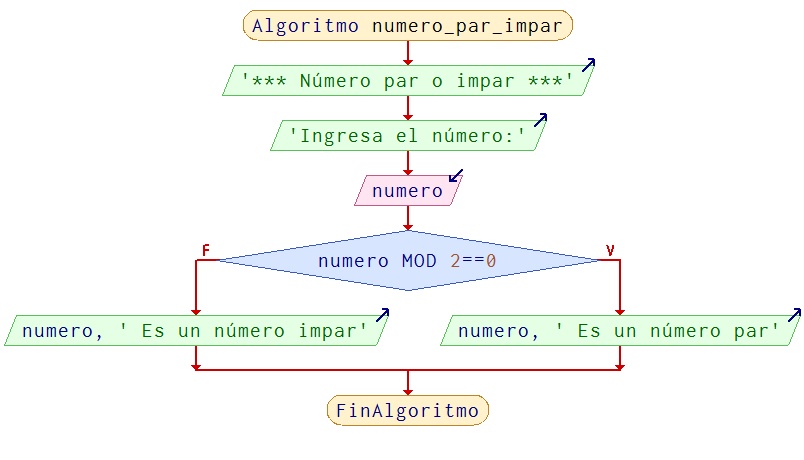 Algoritmo numero_par_impar
'*** Número par o impar ***'
'Ingresa el número:'
numero
F
V
numero MOD 2==0
numero, ' Es un número impar'
numero, ' Es un número par'
FinAlgoritmo